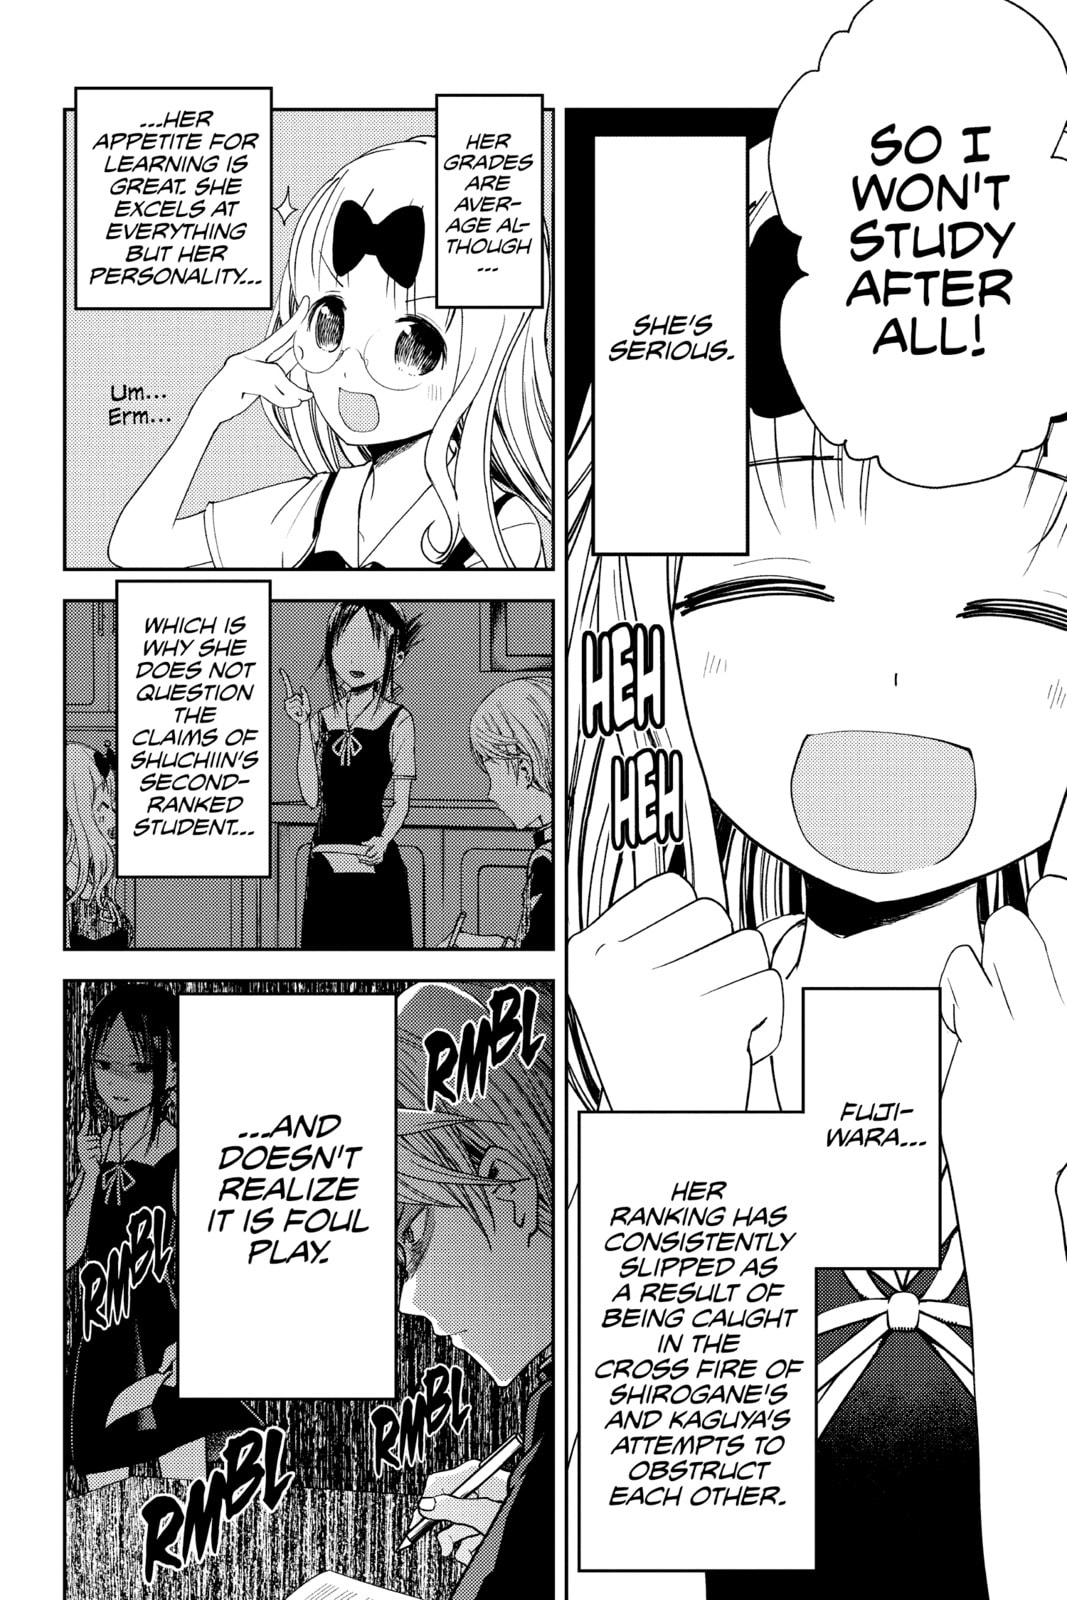 SO I
WON'T
STUDY
AFTER
ALL!
SHE'S
SERIOUS.
HEH
HEH
FUJI-
WARA...
HER
RANKING HAS
CONSISTENTLY
SLIPPED AS
A RESULT OF
BEING CAUGHT
IN THE
CROSS FIRE OF
SHIROGANE'S
AND KAGUYA'S
ATTEMPTS TO
OBSTRUCT
EACH OTHER.
HER
GRADES
ARE
AVER-
AGE AL-
THOUGH
...
...HER
APPETITE FOR
LEARNING IS
GREAT. SHE
EXCELS AT
EVERYTHING
BUT HER
PERSONALITY...
Um...
Erm...
WHICH IS
WHY SHE
DOES NOT
QUESTION
THE
CLAIMS OF
SHUCHIIN'S
SECOND-
RANKED
STUDENT...
RMBL
...AND
DOESN'T
REALIZE
IT IS FOUL
PLAY.
RMBL
RMBL
RMBL